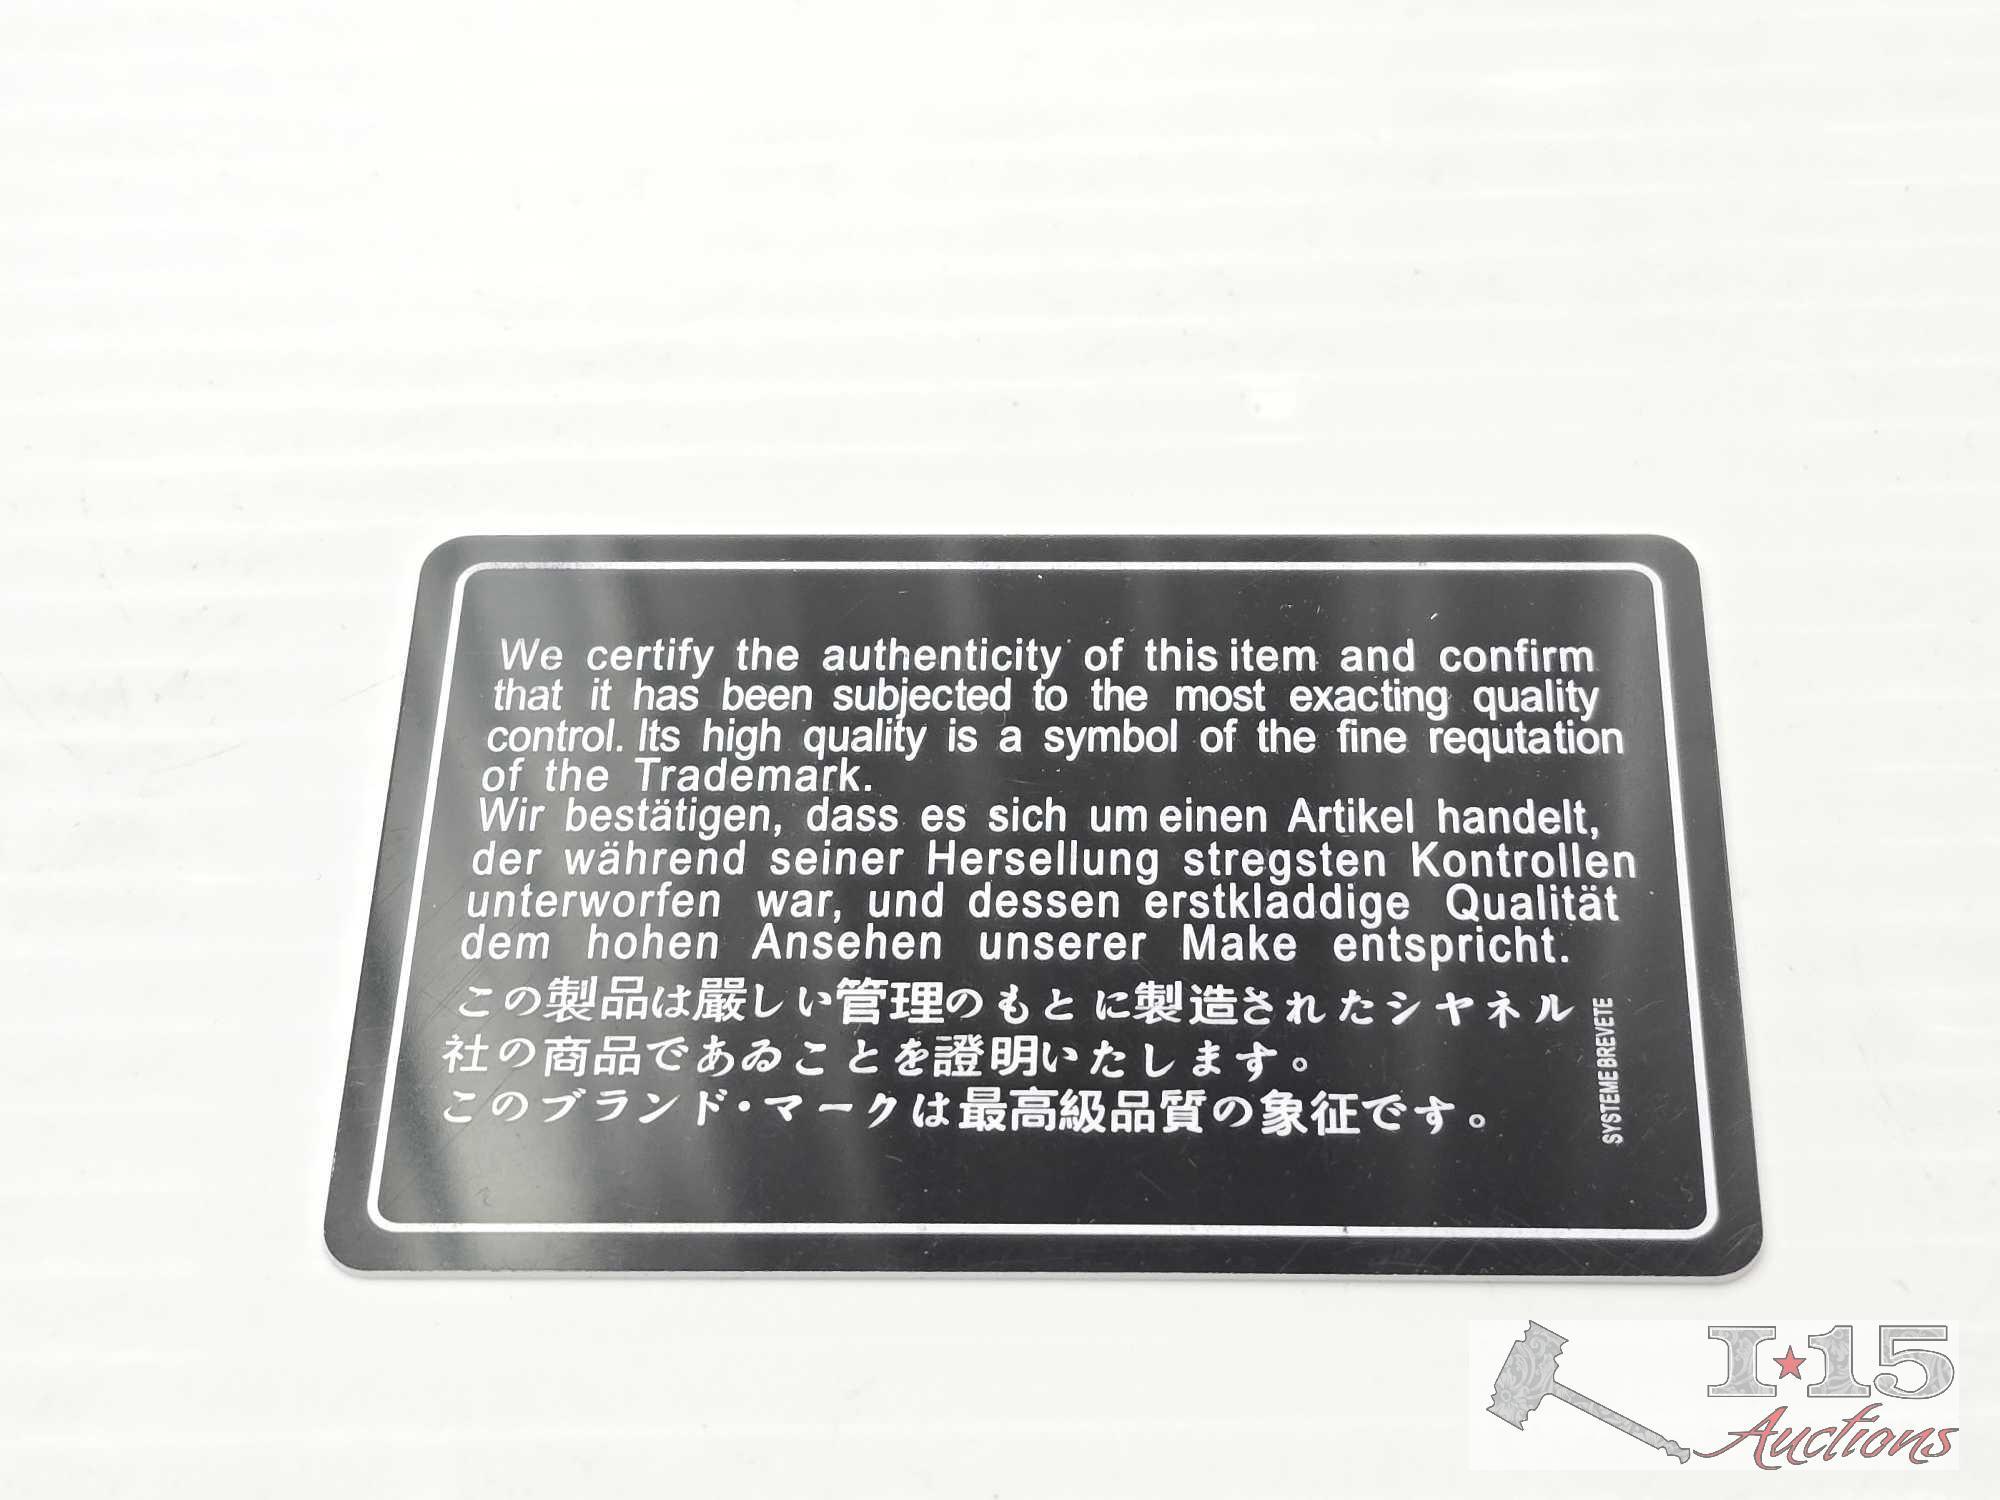 We certify the authenticity of this item and confirm
that it has been subjected to the most exacting quality
control. Its high quality is a symbol of the fine requtation
of the Trademark.
Wir bestätigen, dass es sich um einen Artikel handelt,
der während seiner Hersellung stregsten Kontrollen
unterworfen war, und dessen erstkladdige Qualität
dem hohen Ansehen unserer Make entspricht.
この製品は厳しい管理のもとに製造されたシヤネル
社の商品であゐことを證明いたします。
このブランド・マークは最高級品質の象征です。
SYSTEME BREVETE
I★15
Auctions